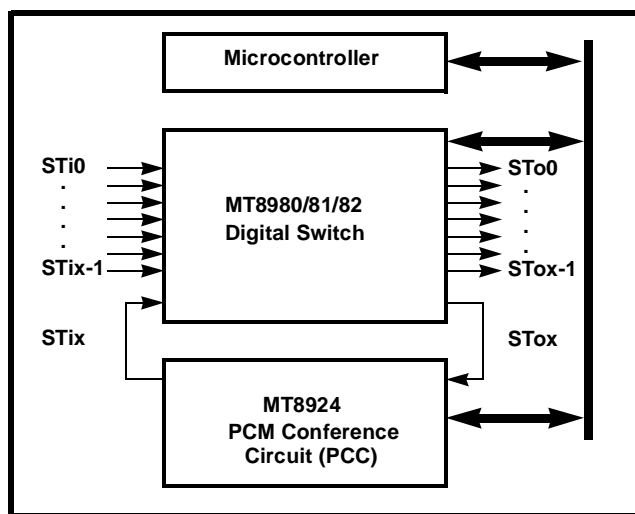 Microcontroller
STi0
.
.
.
.
STix-1
MT8980/81/82
Digital Switch
STo0
.
.
.
.
STox-1
STix
STox
MT8924
PCM Conference
Circuit (PCC)